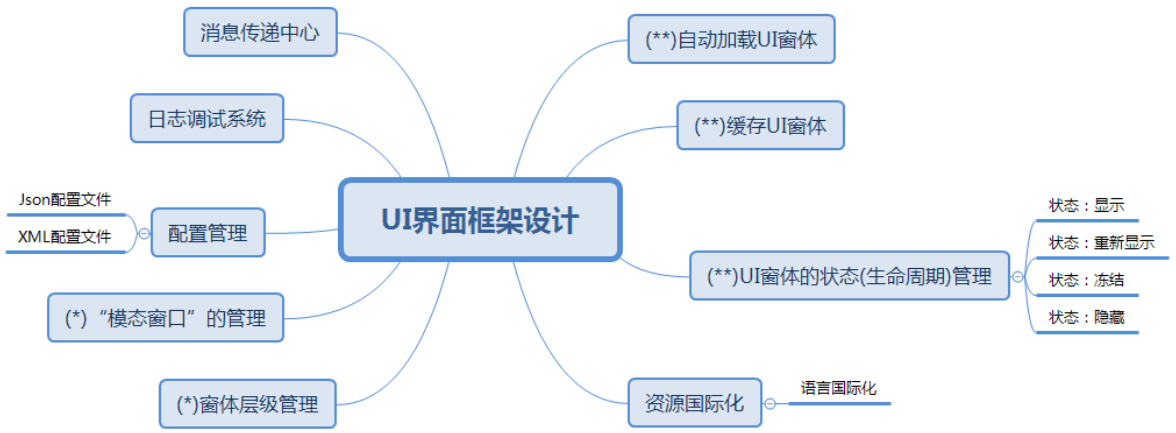 消息传递中心
(**)自动加载UI窗体
日志调试系统
(**)缓存UI窗体
Json配置文件
XML配置文件
配置管理
UI界面框架设计
(**)UI窗体的状态(生命周期)管理
状态：显示
状态：重新显示
状态：冻结
状态：隐藏
(*)“模态窗口”的管理
(*)窗体层级管理
资源国际化
语言国际化